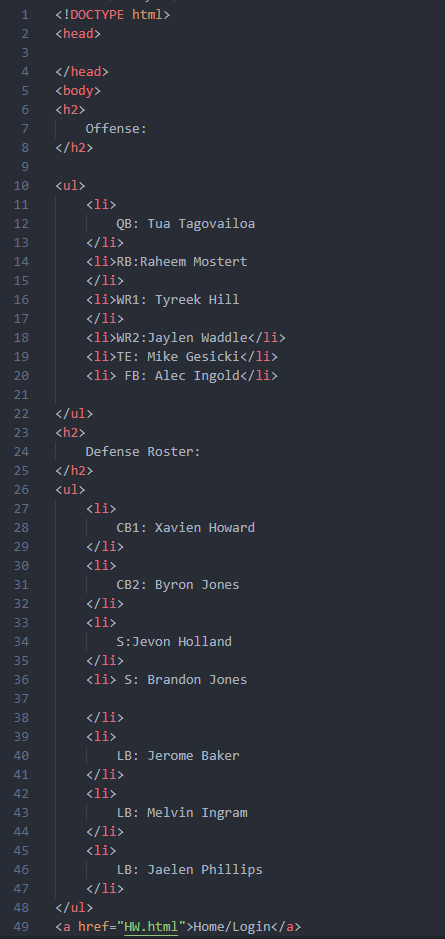 1 <!DOCTYPE html>
2 <head>
3
4 </head>
5 <body>
6 <h2>
7     Offense:
8 </h2>
9
10 <ul>
11     <li>
12         QB: Tua Tagovailoa
13     </li>
14     <li>RB:Raheem Mostert
15     </li>
16     <li>WR1: Tyreek Hill
17     </li>
18     <li>WR2:Jaylen Waddle</li>
19     <li>TE: Mike Gesicki</li>
20     <li> FB: Alec Ingold</li>
21
22 </ul>
23 <h2>
24     Defense Roster:
25 </h2>
26 <ul>
27     <li>
28         CB1: Xavien Howard
29     </li>
30     <li>
31         CB2: Byron Jones
32     </li>
33     <li>
34         S:Jevon Holland
35     </li>
36     <li> S: Brandon Jones
37
38     </li>
39     <li>
40         LB: Jerome Baker
41     </li>
42     <li>
43         LB: Melvin Ingram
44     </li>
45     <li>
46         LB: Jaelen Phillips
47     </li>
48 </ul>
49 <a href="HW.html">Home/Login</a>